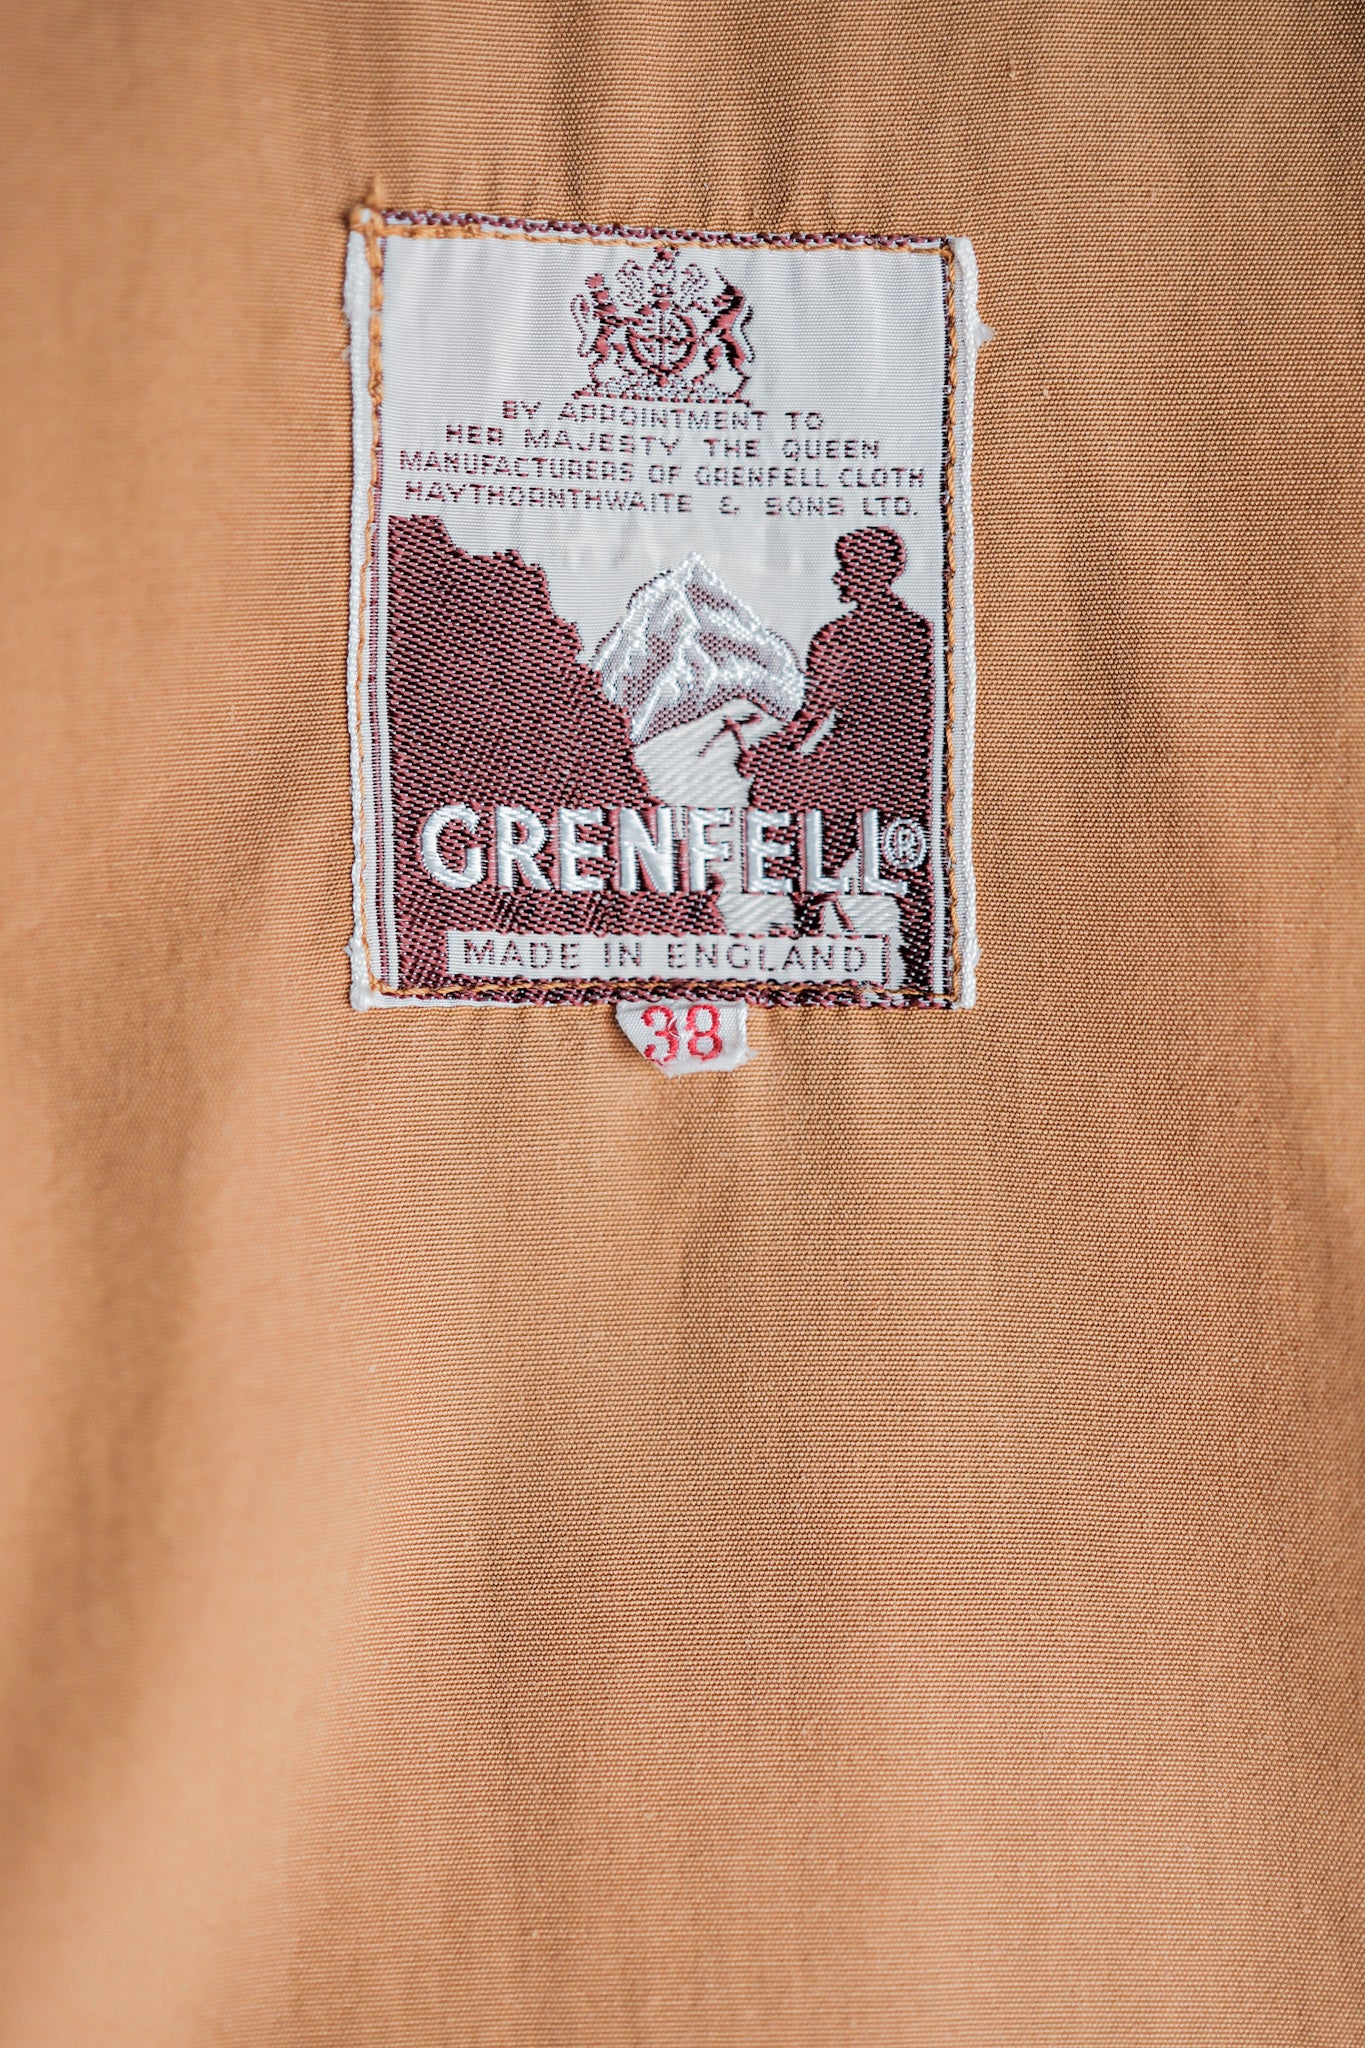 BY APPOINTMENT TO
HER MAJESTY THE QUEEN
MANUFACTURERS OF GRENFELL CLOTH
HAYTHORNTHWAITE & SONS LTD.
GRENFELL®
MADE IN ENGLAND
38